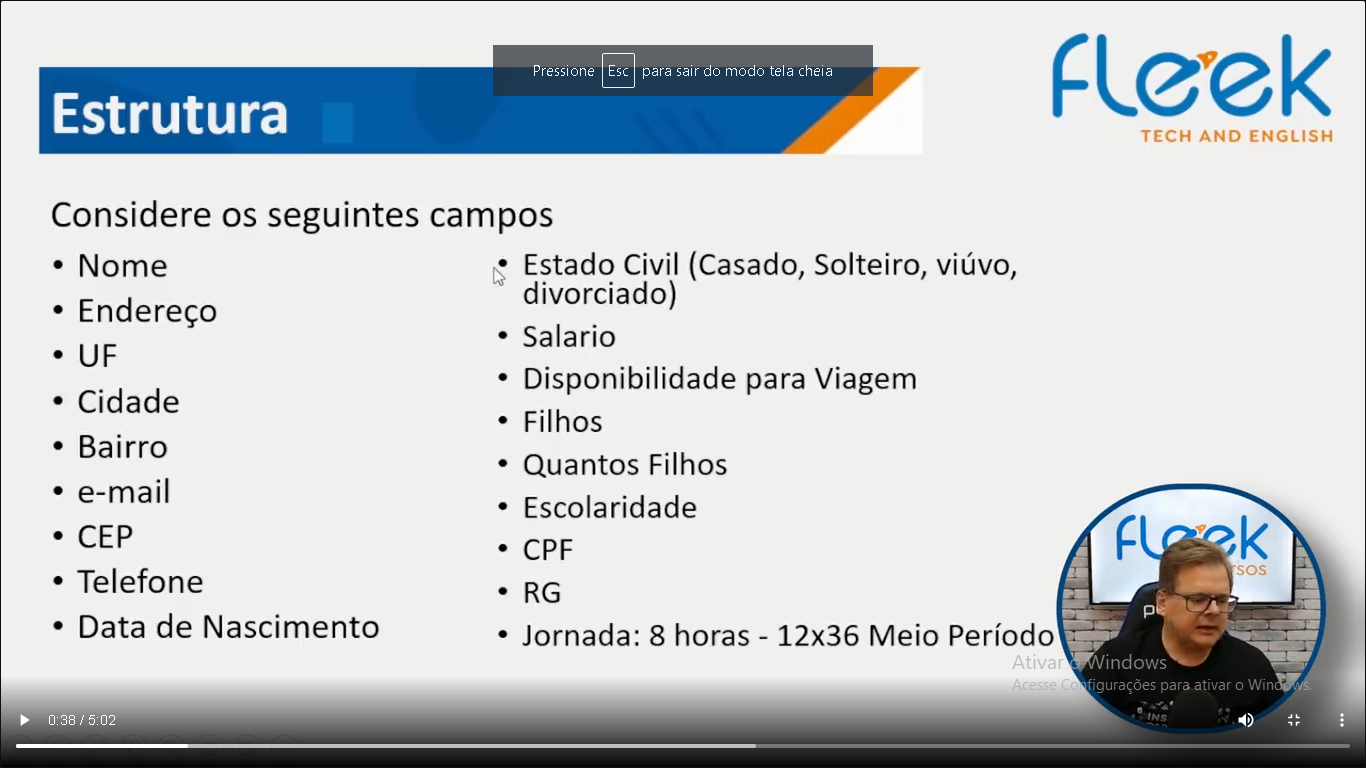 Pressione Esc para sair do modo tela cheia
fleek
TECH AND ENGLISH
Estrutura
Considere os seguintes campos
• Nome
• Endereço
• UF
• Cidade
• Bairro
• e-mail
• CEP
• Telefone
• Data de Nascimento
• Estado Civil (Casado, Solteiro, viúvo,
divorciado)
• Salario
• Disponibilidade para Viagem
• Filhos
• Quantos Filhos
• Escolaridade
• CPF
• RG
• Jornada: 8 horas - 12x36 Meio Período
fleek
Ativar o Windows
Acesse Configurações para ativar o Windows.
0:38 / 5:02